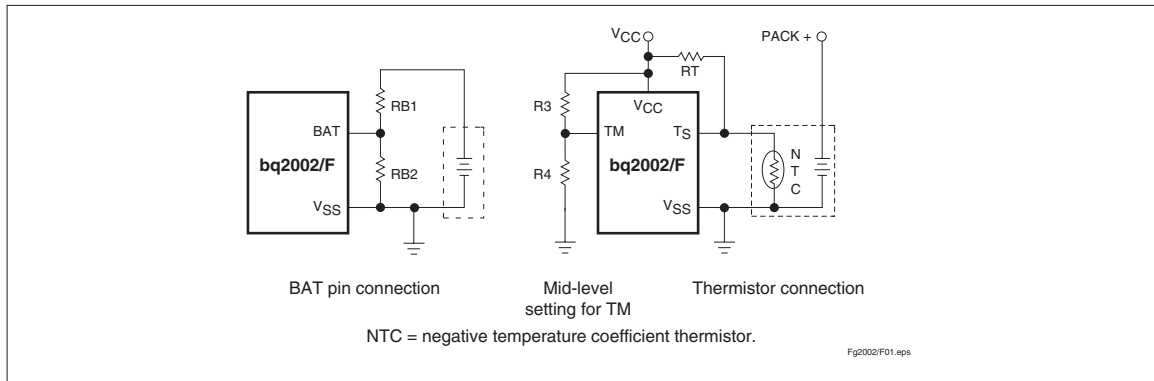 RB1
BAT
bq2002/F
RB2
VSS
BAT pin connection
VCC
RT
PACK +
R3
VCC
TM
TS
bq2002/F
R4
VSS
N
T
C
Mid-level
setting for TM
Thermistor connection
NTC = negative temperature coefficient thermistor.
Fg2002/F01.eps